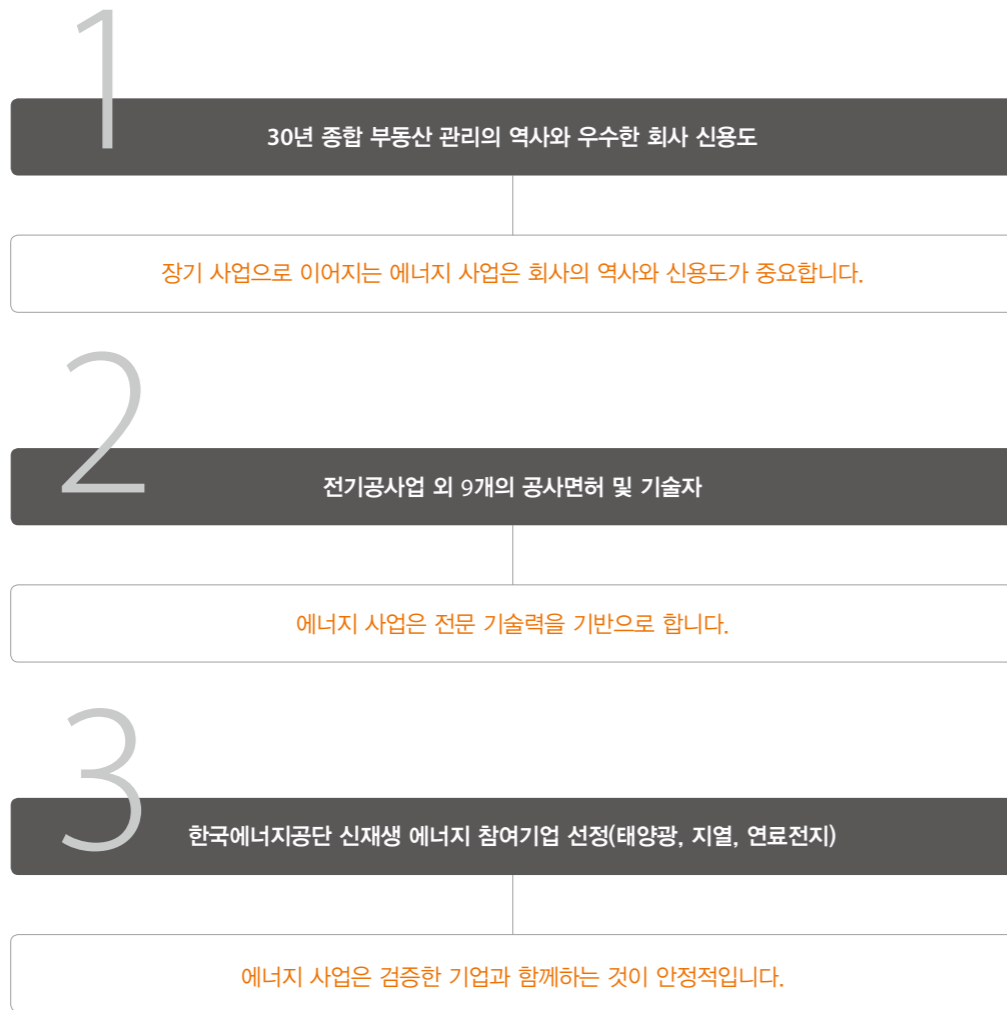 1
30년 종합 부동산 관리의 역사와 우수한 회사 신용도
장기 사업으로 이어지는 에너지 사업은 회사의 역사와 신용도가 중요합니다.
2
전기공사업 외 9개의 공사면허 및 기술자
에너지 사업은 전문 기술력을 기반으로 합니다.
3
한국에너지공단 신재생 에너지 참여기업 선정(태양광, 지열, 연료전지)
에너지 사업은 검증한 기업과 함께하는 것이 안정적입니다.